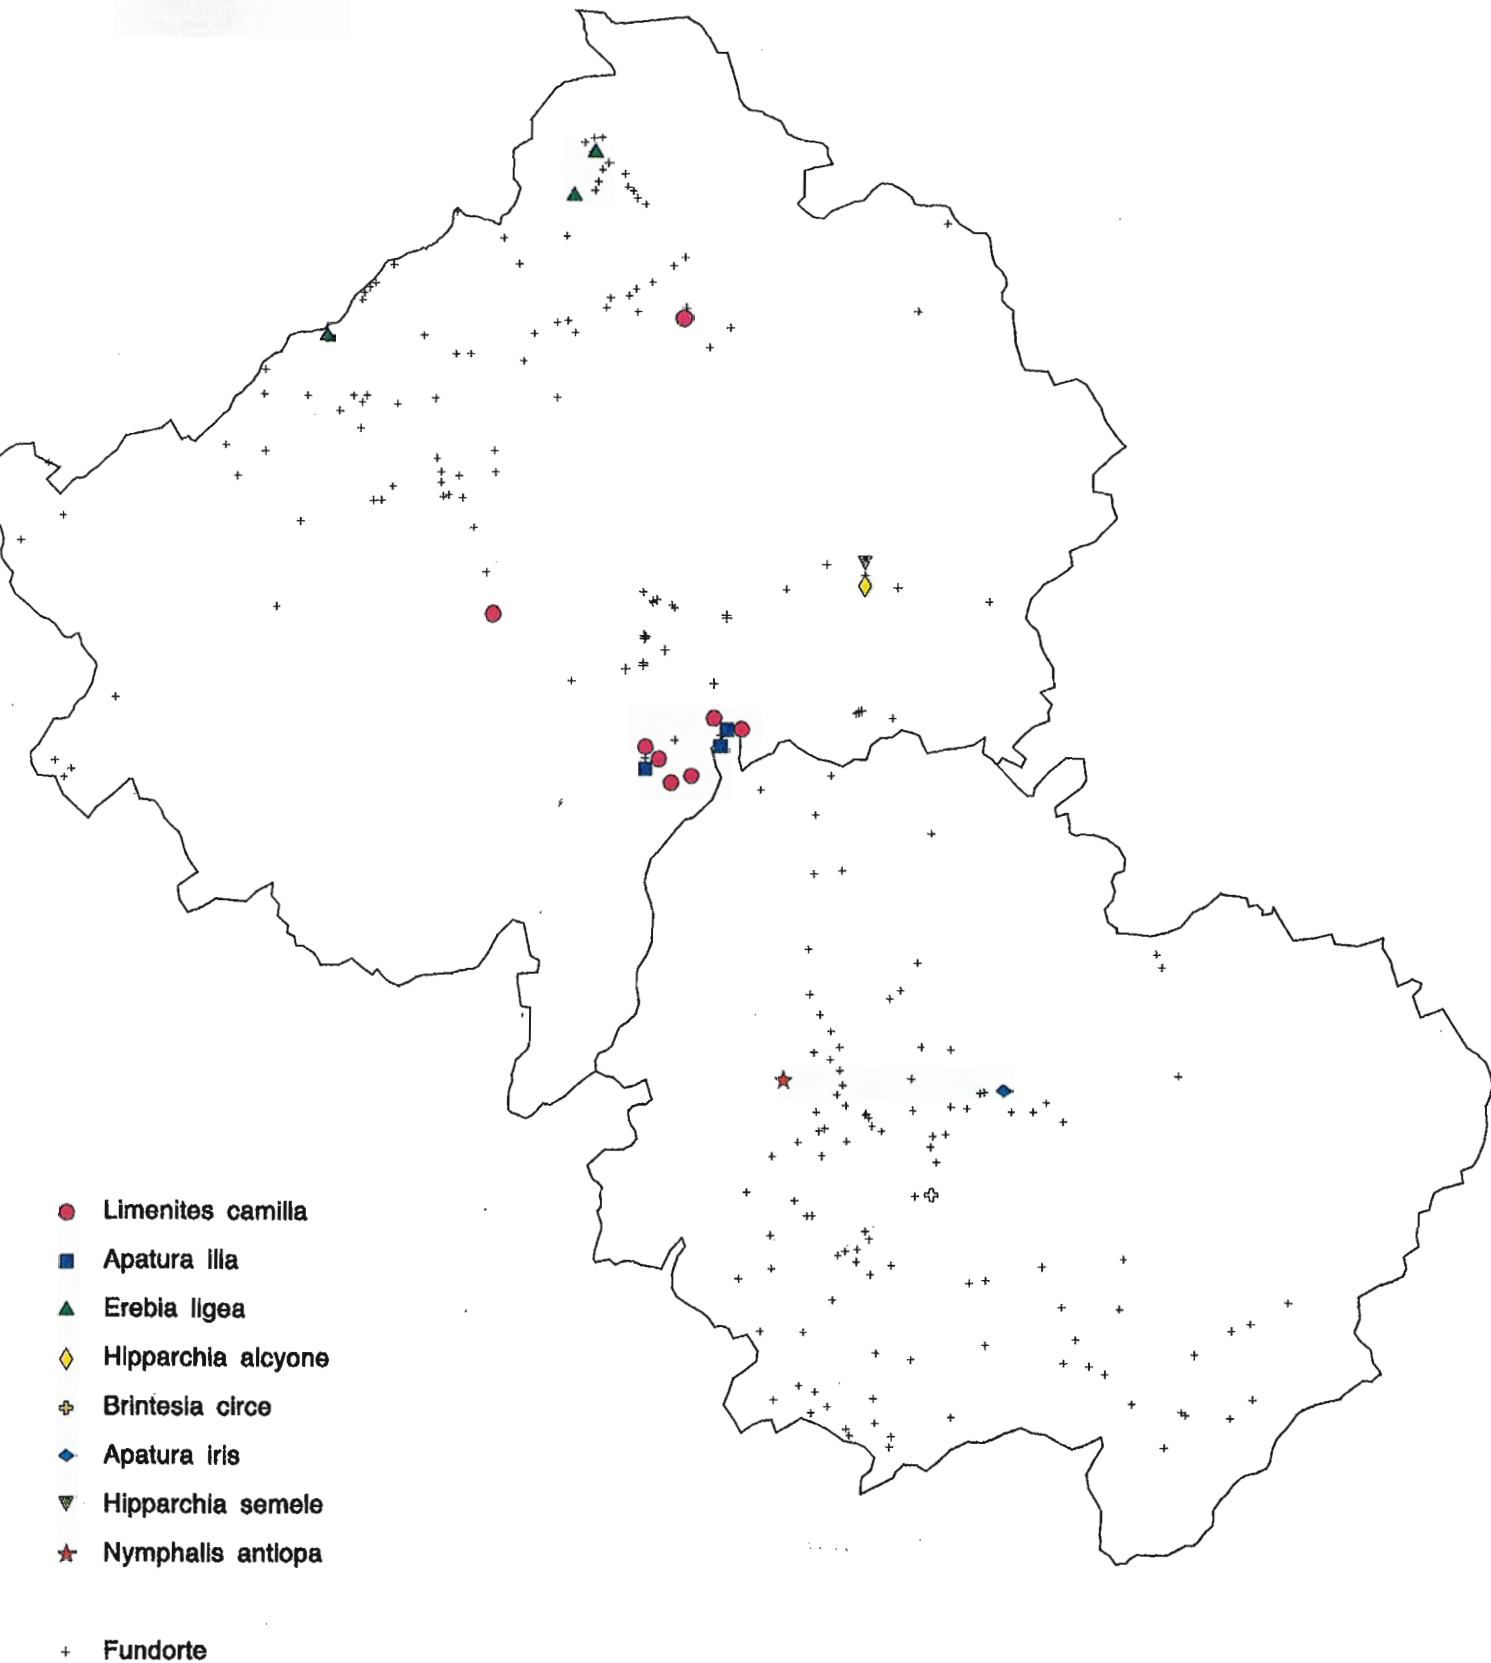 Limenites camilla
Apatura ilia
Erebia ligea
Hipparchia alcyone
Brintesia circe
Apatura iris
Hipparchia semele
Nymphalis antiopa
Fundorte